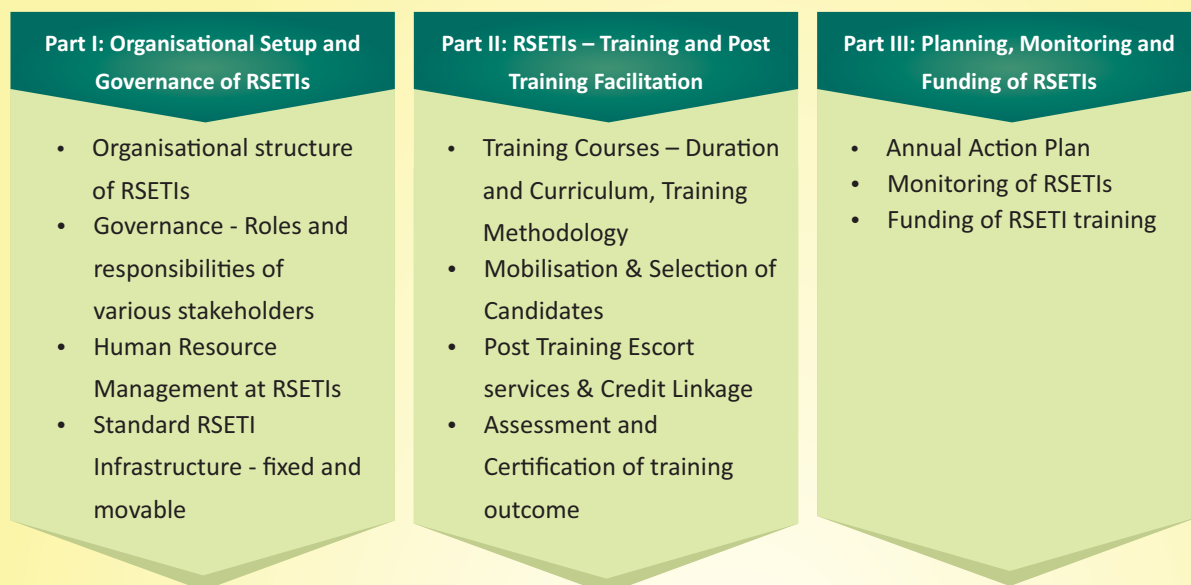 Part I: Organisational Setup and
Governance of RSETIs
• Organisational structure
of RSETIs
• Governance - Roles and
responsibilities of
various stakeholders
• Human Resource
Management at RSETIs
• Standard RSETI
Infrastructure - fixed and
movable
Part II: RSETIs – Training and Post
Training Facilitation
• Training Courses – Duration
and Curriculum, Training
Methodology
• Mobilisation & Selection of
Candidates
• Post Training Escort
services & Credit Linkage
• Assessment and
Certification of training
outcome
Part III: Planning, Monitoring and
Funding of RSETIs
• Annual Action Plan
• Monitoring of RSETIs
• Funding of RSETI training